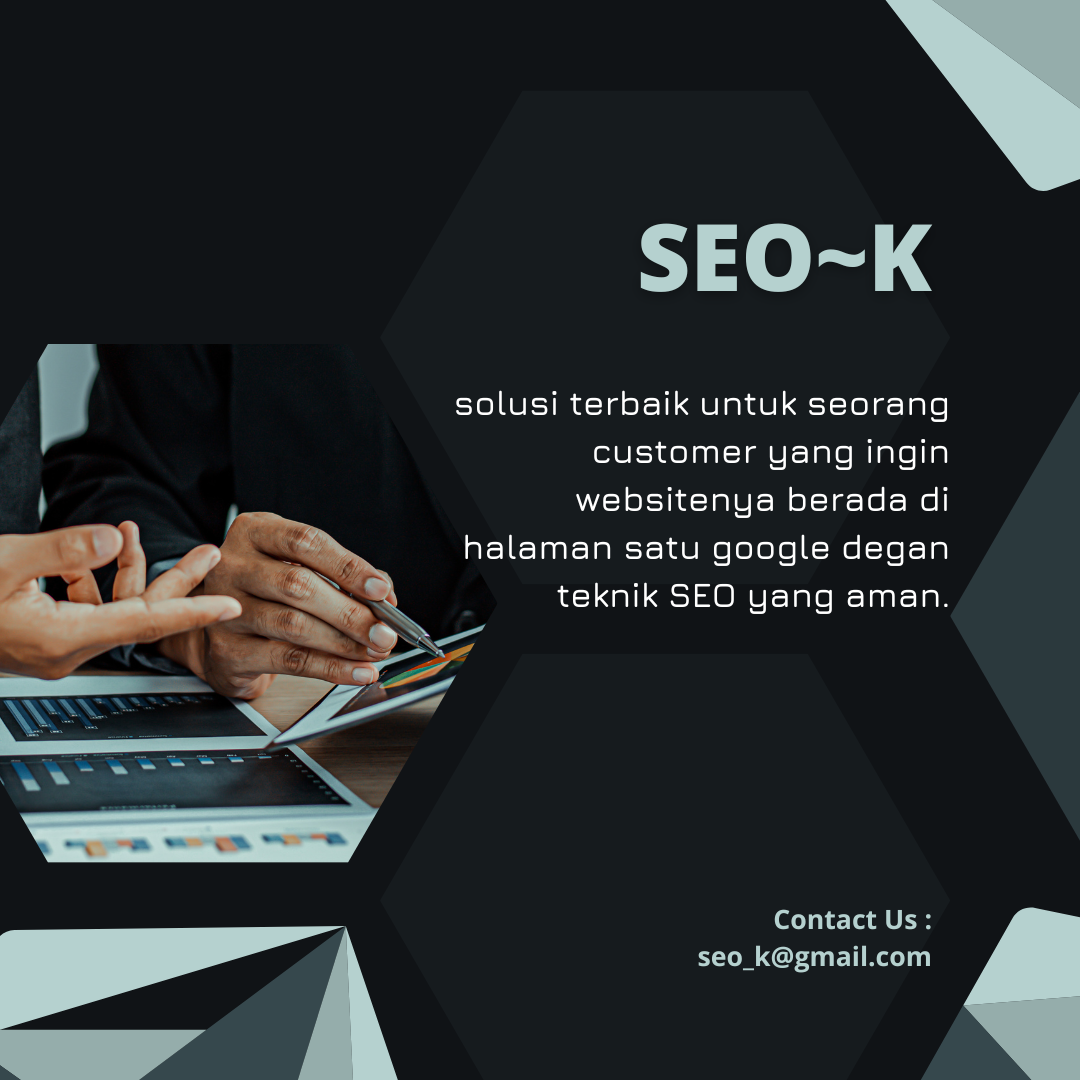 SEO~K
solusi terbaik untuk seorang
customer yang ingin
websitenya berada di
halaman satu google degan
teknik SEO yang aman.
Contact Us :
seo_k@gmail.com